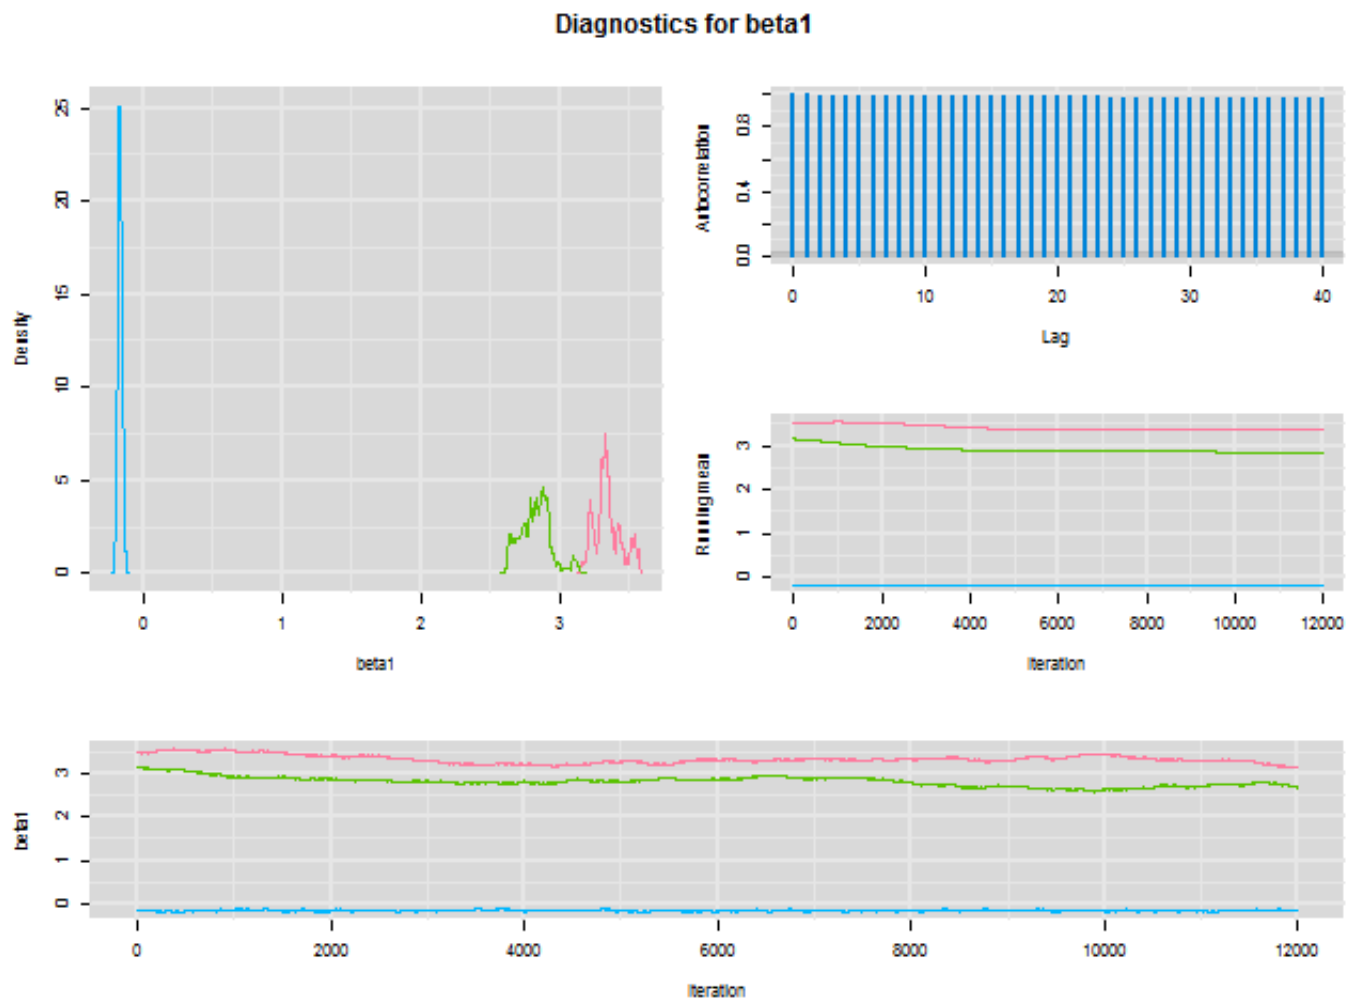 Diagnostics for beta1
25
20
15
10
5
0
Density
0 1 2 3
beta1
0.8
0.4
0.0
Autocorrelation
0 10 20 30 40
Lag
3
2
1
0
Running mean
0 2000 4000 6000 8000 10000 12000
Iteration
3
2
1
0
beta1
0 2000 4000 6000 8000 10000 12000
Iteration